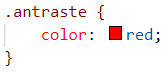 .antraste {
    color: red;
}